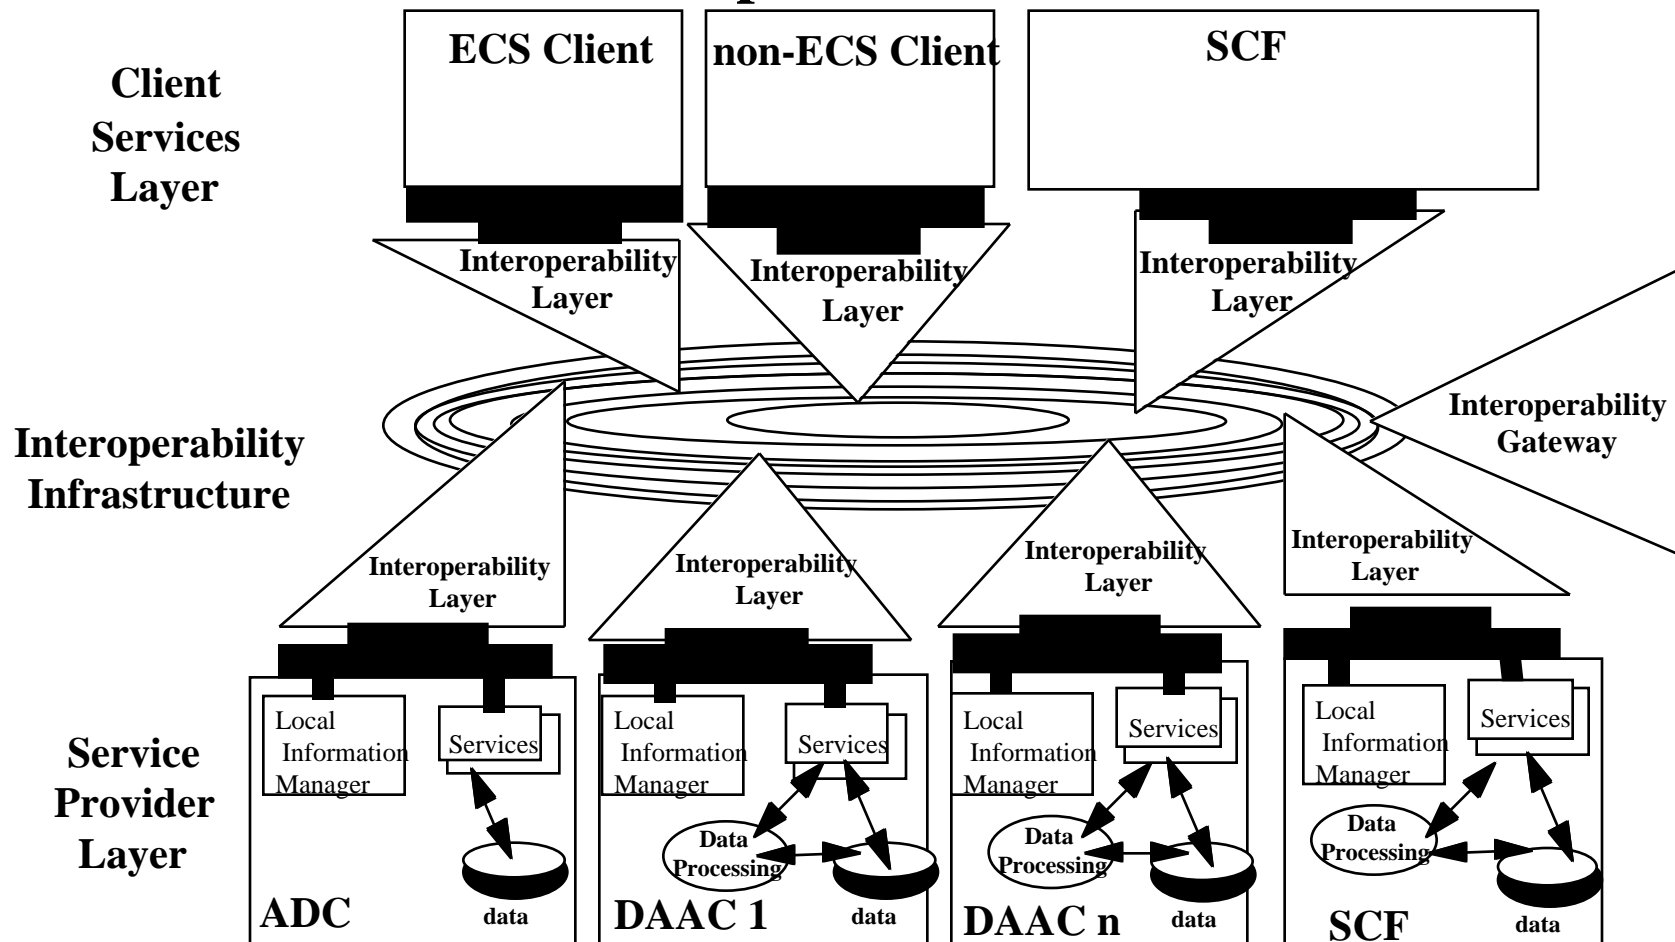 ECS Client
non-ECS Client
SCF
Client
Services
Layer
Interoperability
Layer
Interoperability
Layer
Interoperability
Layer
Interoperability
Infrastructure
Interoperability
Gateway
Interoperability
Layer
Interoperability
Layer
Interoperability
Layer
Interoperability
Layer
Service
Provider
Layer
Local
Information
Manager
Services
data
ADC
Local
Information
Manager
Services
Data
Processing
data
DAAC 1
Local
Information
Manager
Services
Data
Processing
data
DAAC n
Local
Information
Manager
Services
Data
Processing
data
SCF